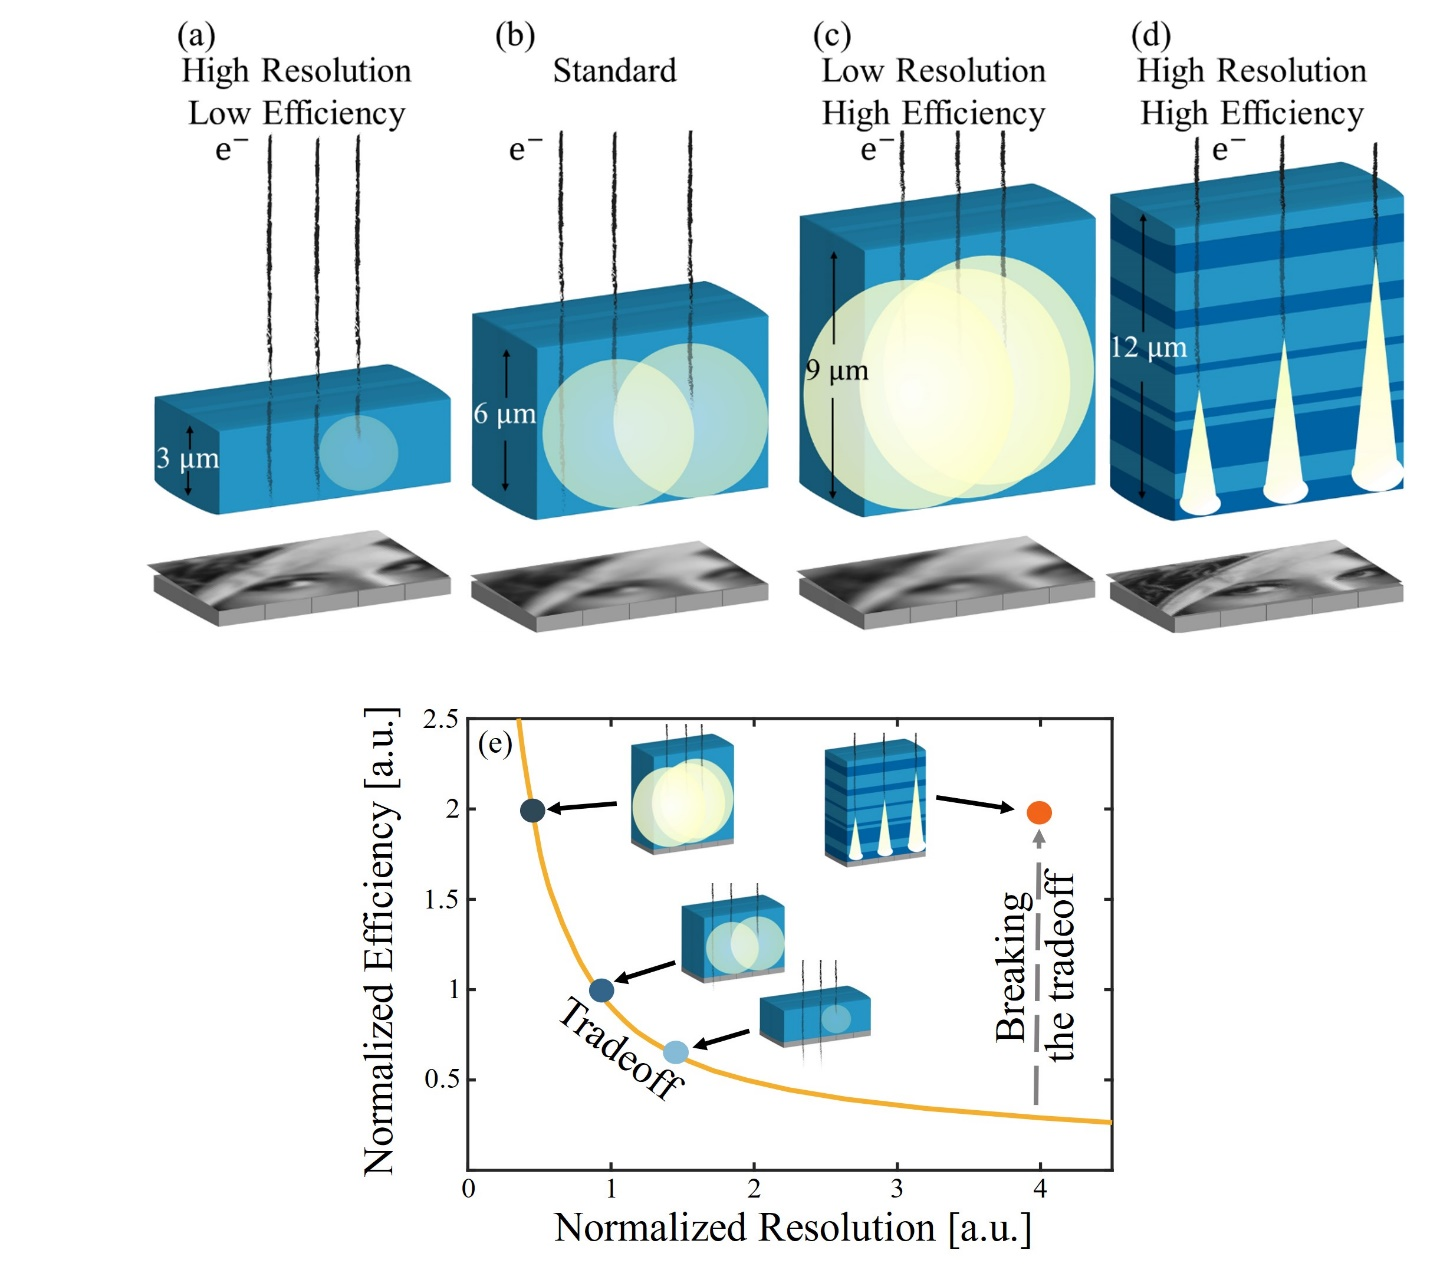 (a)
High Resolution
Low Efficiency
e⁻
3 μm
(b)
Standard
e⁻
6 μm
(c)
Low Resolution
High Efficiency
e⁻
9 μm
(d)
High Resolution
High Efficiency
e⁻
12 μm
(e)
Normalized Efficiency [a.u.]
2.5
2
1.5
1
0.5
Tradeoff
Breaking
the tradeoff
0
1
2
3
4
Normalized Resolution [a.u.]